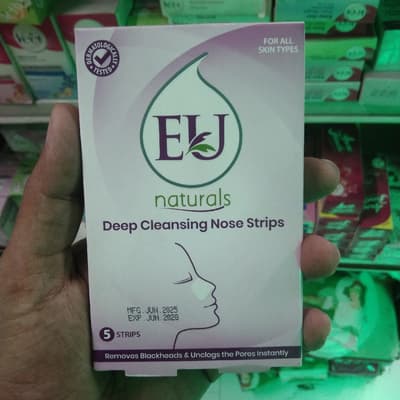 DERMATOLOGICALLY TESTED
FOR ALL
SKIN TYPES
EU
naturals
Deep Cleansing Nose Strips
MFG.JUN.2025
EXP JUN.2028
5 STRIPS
Removes Blackheads & Unclogs the Pores Instantly
Veet